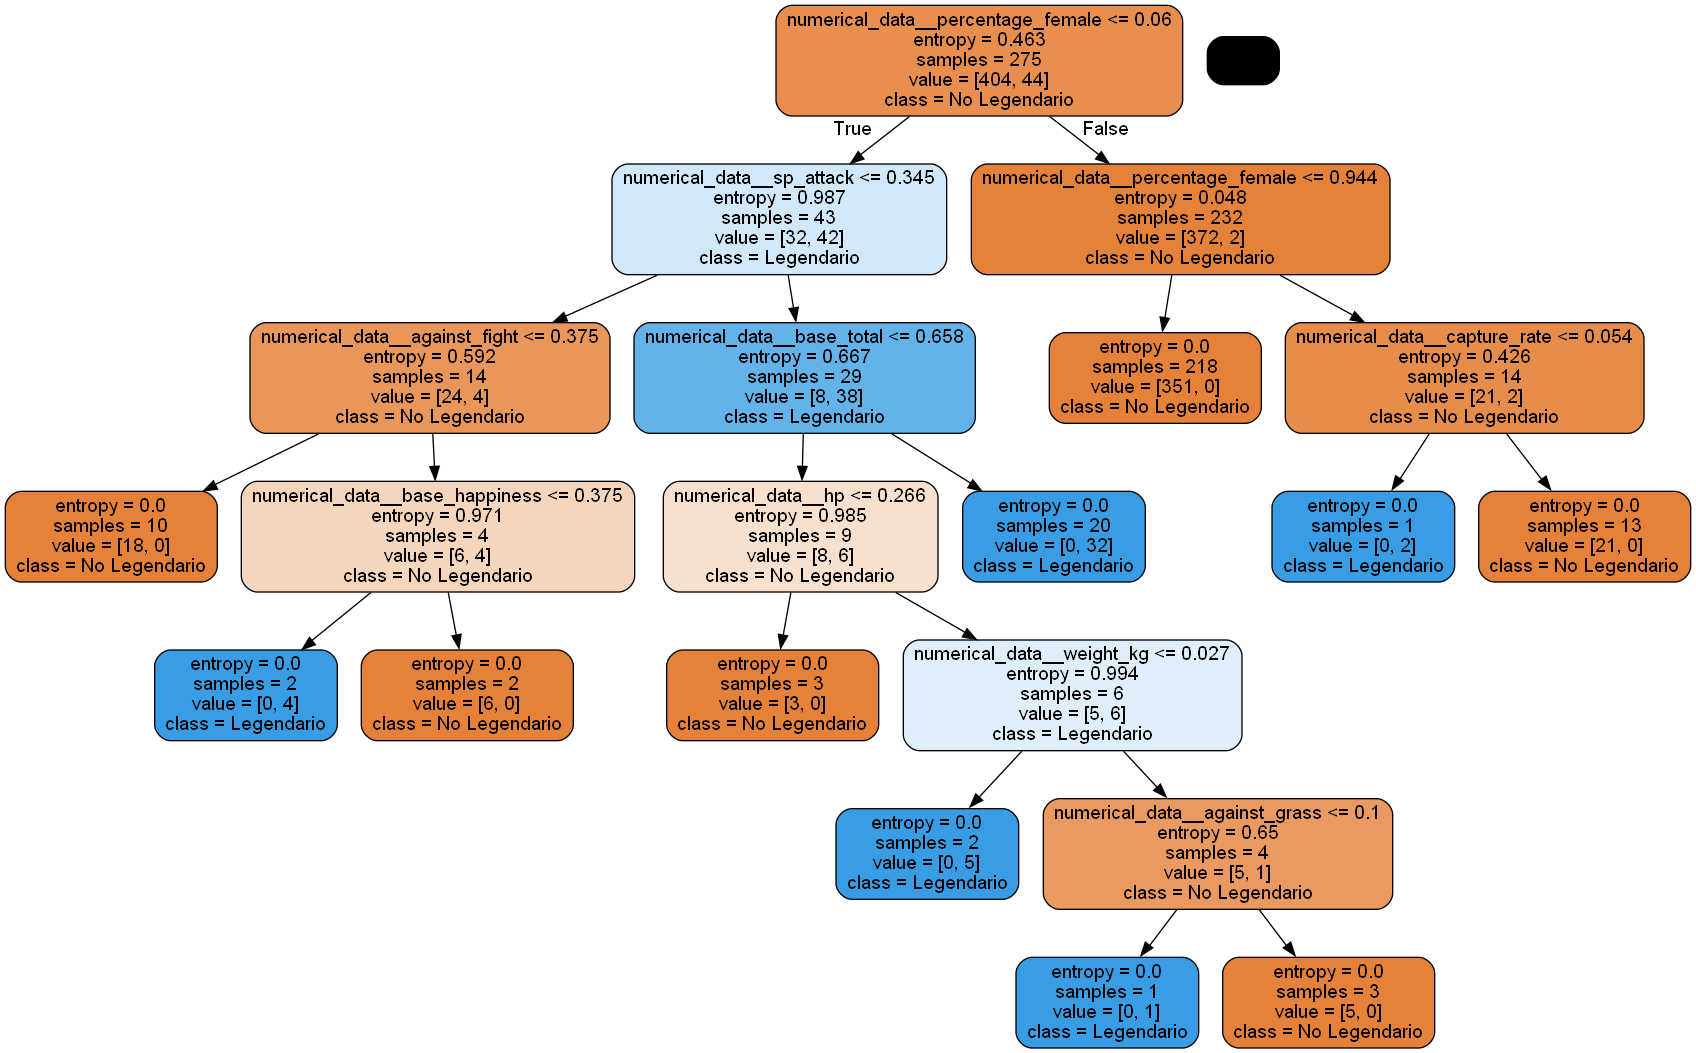 numerical_data__percentage_female <= 0.06
entropy = 0.463
samples = 275
value = [404, 44]
class = No Legendario
True
False
numerical_data__sp_attack <= 0.345
entropy = 0.987
samples = 43
value = [32, 42]
class = Legendario
numerical_data__percentage_female <= 0.944
entropy = 0.048
samples = 232
value = [372, 2]
class = No Legendario
numerical_data__against_fight <= 0.375
entropy = 0.592
samples = 14
value = [24, 4]
class = No Legendario
numerical_data__base_total <= 0.658
entropy = 0.667
samples = 29
value = [8, 38]
class = Legendario
entropy = 0.0
samples = 218
value = [351, 0]
class = No Legendario
numerical_data__capture_rate <= 0.054
entropy = 0.426
samples = 14
value = [21, 2]
class = No Legendario
entropy = 0.0
samples = 10
value = [18, 0]
class = No Legendario
numerical_data__base_happiness <= 0.375
entropy = 0.971
samples = 4
value = [6, 4]
class = No Legendario
numerical_data__hp <= 0.266
entropy = 0.985
samples = 9
value = [8, 6]
class = No Legendario
entropy = 0.0
samples = 20
value = [0, 32]
class = Legendario
entropy = 0.0
samples = 1
value = [0, 2]
class = Legendario
entropy = 0.0
samples = 13
value = [21, 0]
class = No Legendario
entropy = 0.0
samples = 2
value = [0, 4]
class = Legendario
entropy = 0.0
samples = 2
value = [6, 0]
class = No Legendario
entropy = 0.0
samples = 3
value = [3, 0]
class = No Legendario
numerical_data__weight_kg <= 0.027
entropy = 0.994
samples = 6
value = [5, 6]
class = Legendario
entropy = 0.0
samples = 2
value = [0, 5]
class = Legendario
numerical_data__against_grass <= 0.1
entropy = 0.65
samples = 4
value = [5, 1]
class = No Legendario
entropy = 0.0
samples = 1
value = [0, 1]
class = Legendario
entropy = 0.0
samples = 3
value = [5, 0]
class = No Legendario